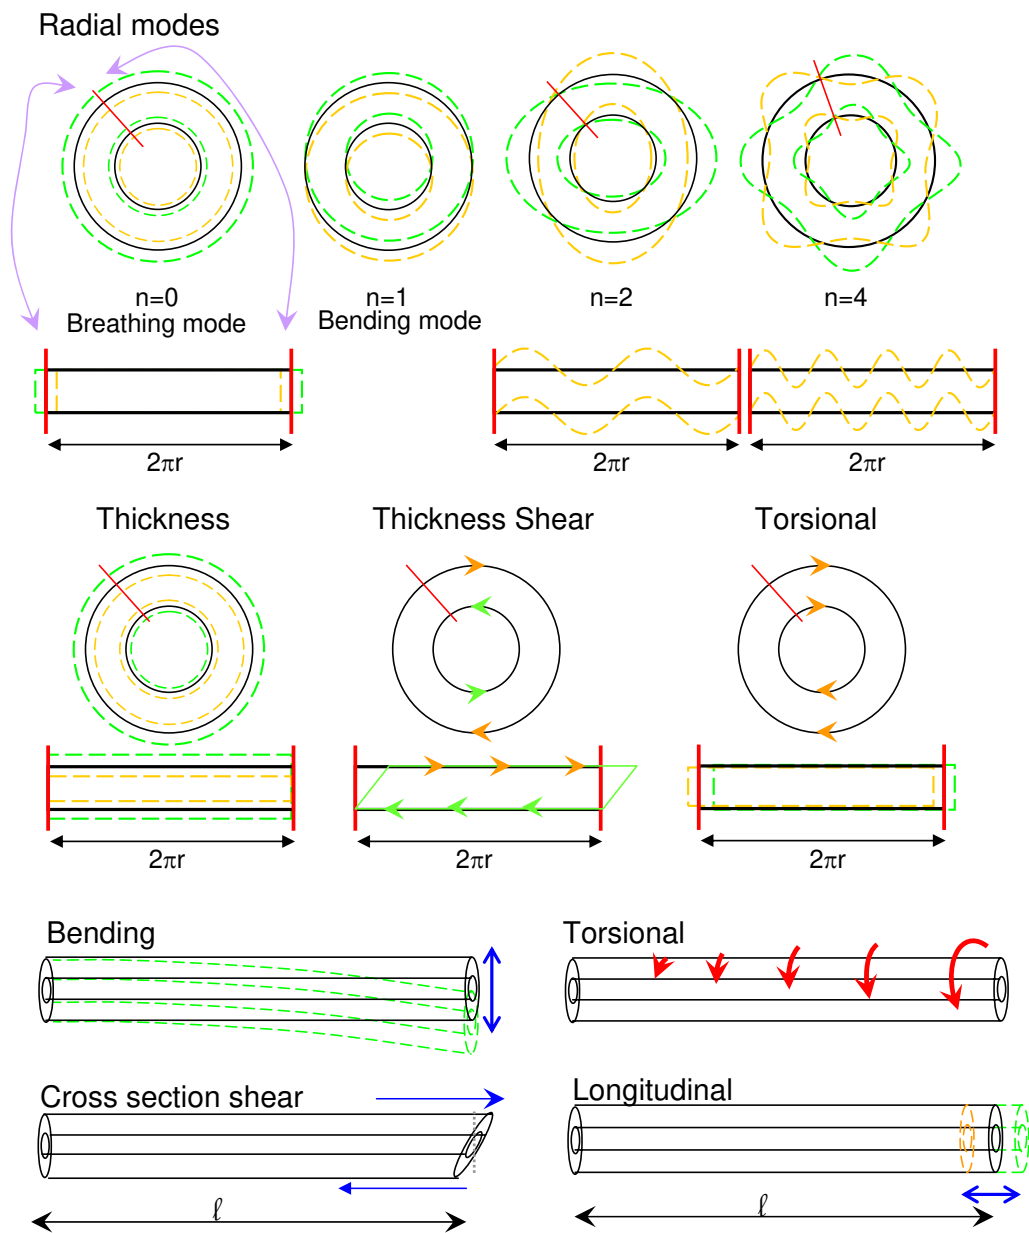 Radial modes
n=0
Breathing mode
n=1
Bending mode
n=2
n=4
2πr
2πr
2πr
Thickness
Thickness Shear
Torsional
2πr
2πr
2πr
Bending
Torsional
Cross section shear
Longitudinal
ℓ
ℓ